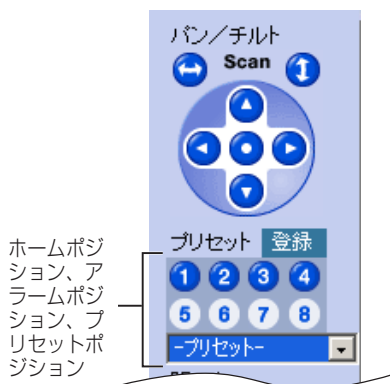 パン／チルト
Scan
プリセット 登録
1 2 3 4
5 6 7 8
-プリセット-
ホームポジ
ション、ア
ラームポジ
ション、プ
リセットポ
ジション